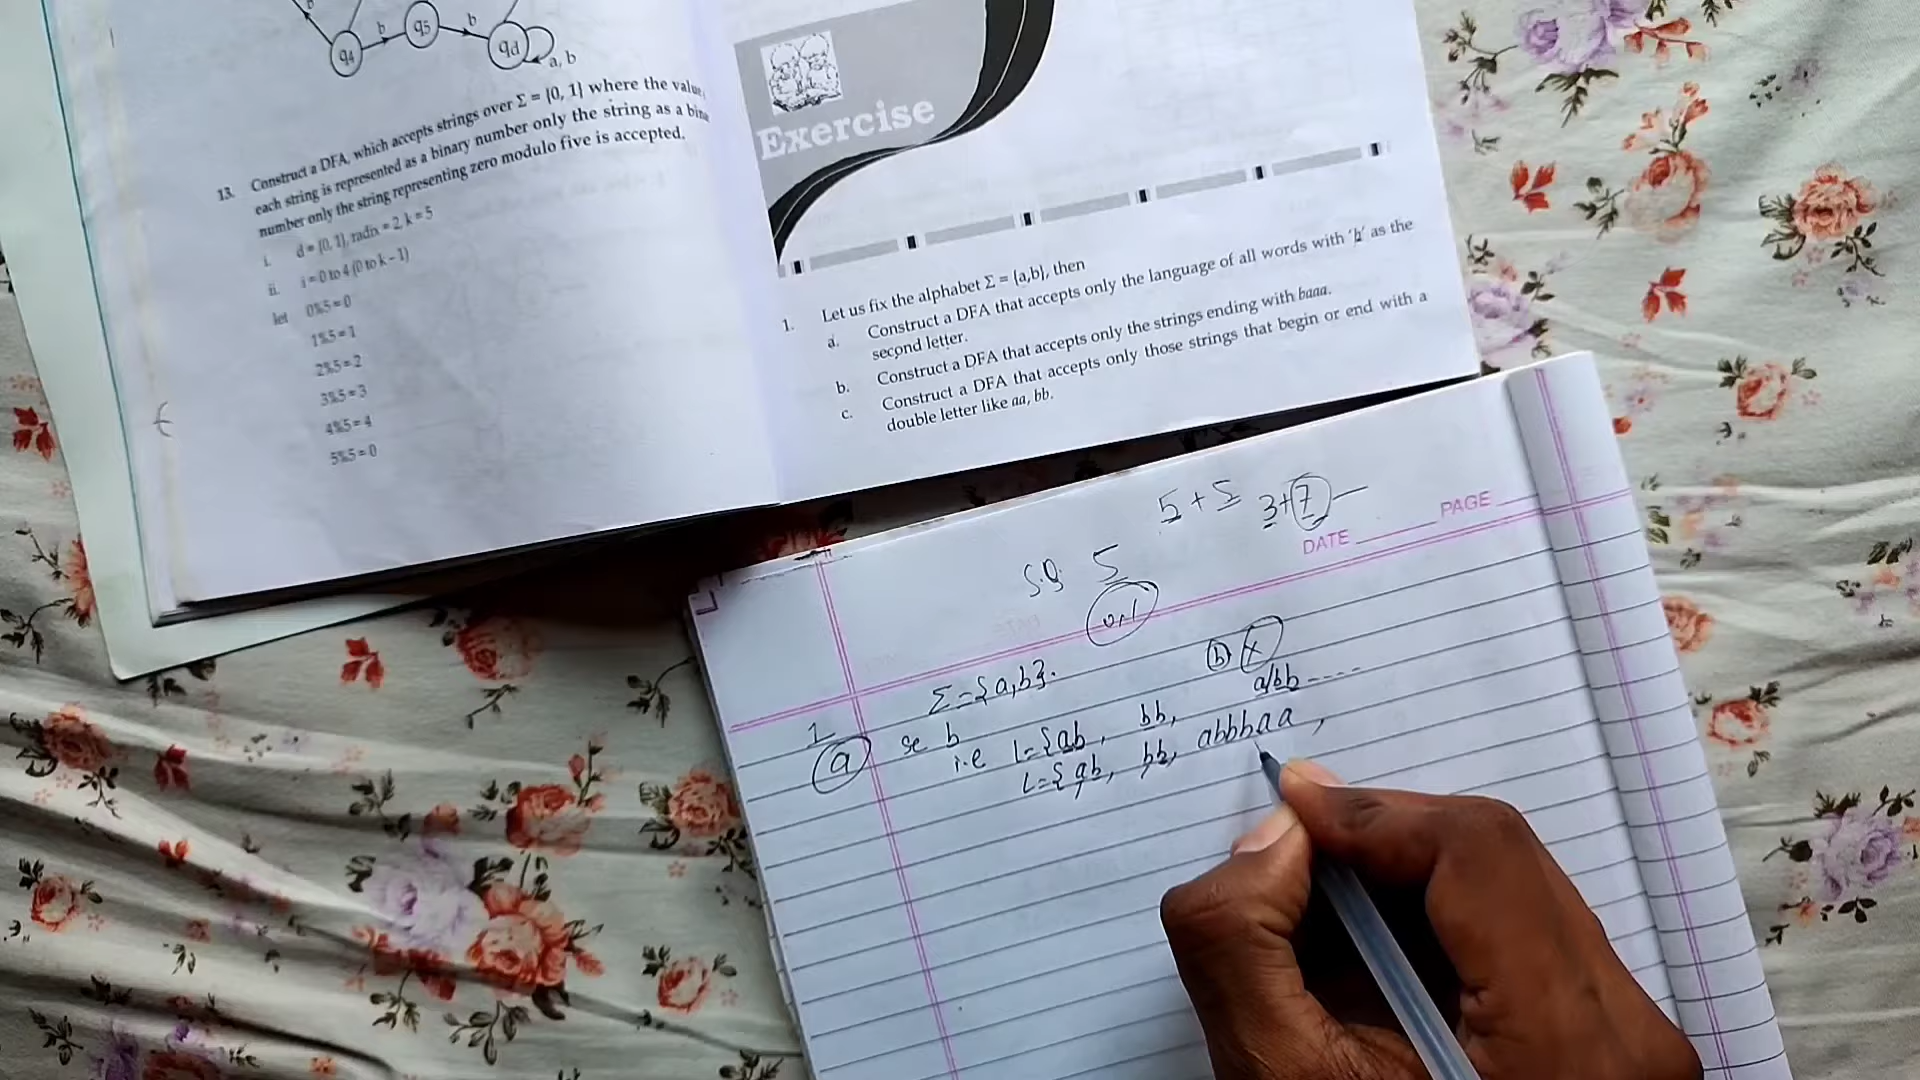 b
q4 b q5 b qd a, b
13. Construct a DFA, which accepts strings over Σ = {0, 1} where the value
each string is represented as a binary number only the string as a bina
number only the string representing zero modulo five is accepted.
i. d = {0, 1}, radix = 2, k = 5
ii. i = 0 to 4 (0 to k – 1)
let 0%5 = 0
1%5 = 1
2%5 = 2
3%5 = 3
4%5 = 4
5%5 = 0
Exercise
1. Let us fix the alphabet Σ = {a,b}, then
a. Construct a DFA that accepts only the language of all words with 'b' as the
second letter.
b. Construct a DFA that accepts only the strings ending with baaa.
c. Construct a DFA that accepts only those strings that begin or end with a
double letter like aa, bb.
5 + 5 3+7 —
DATE PAGE
S.Q. 5
0,1
Σ = {a,b}.
b x
a/bb ----
1
a se b
i.e L={ab, bb,
L={ab, bb, abbbaa ,